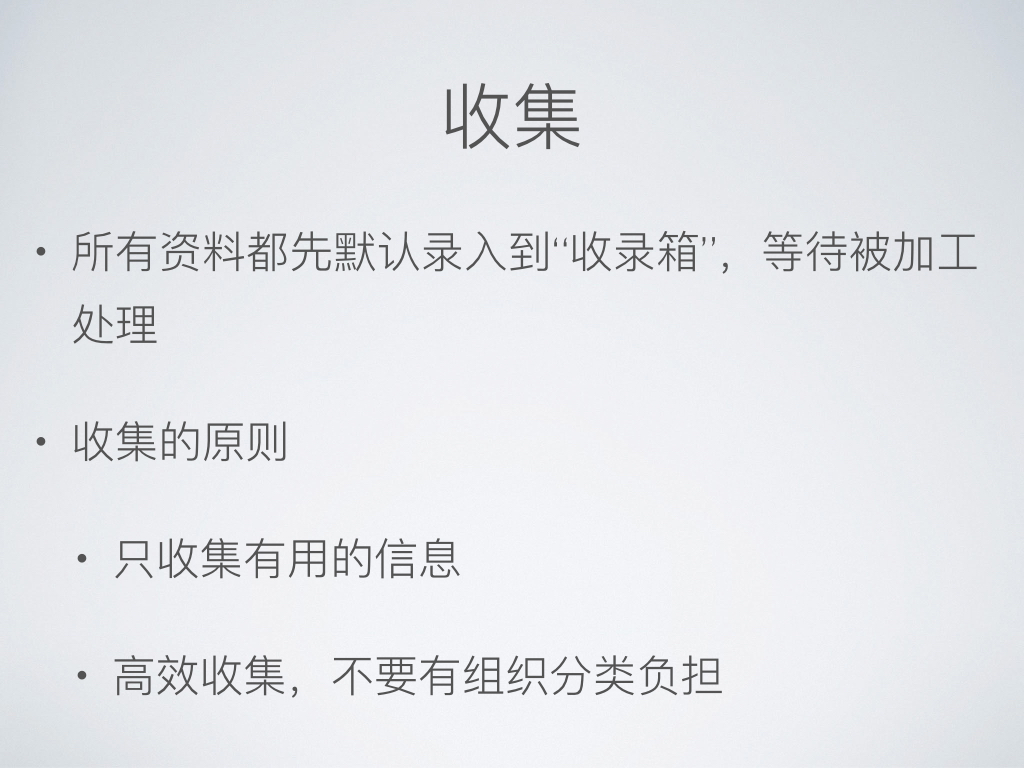 收集
• 所有资料都先默认录入到“收录箱”，等待被加工
处理
• 收集的原则
• 只收集有用的信息
• 高效收集，不要有组织分类负担